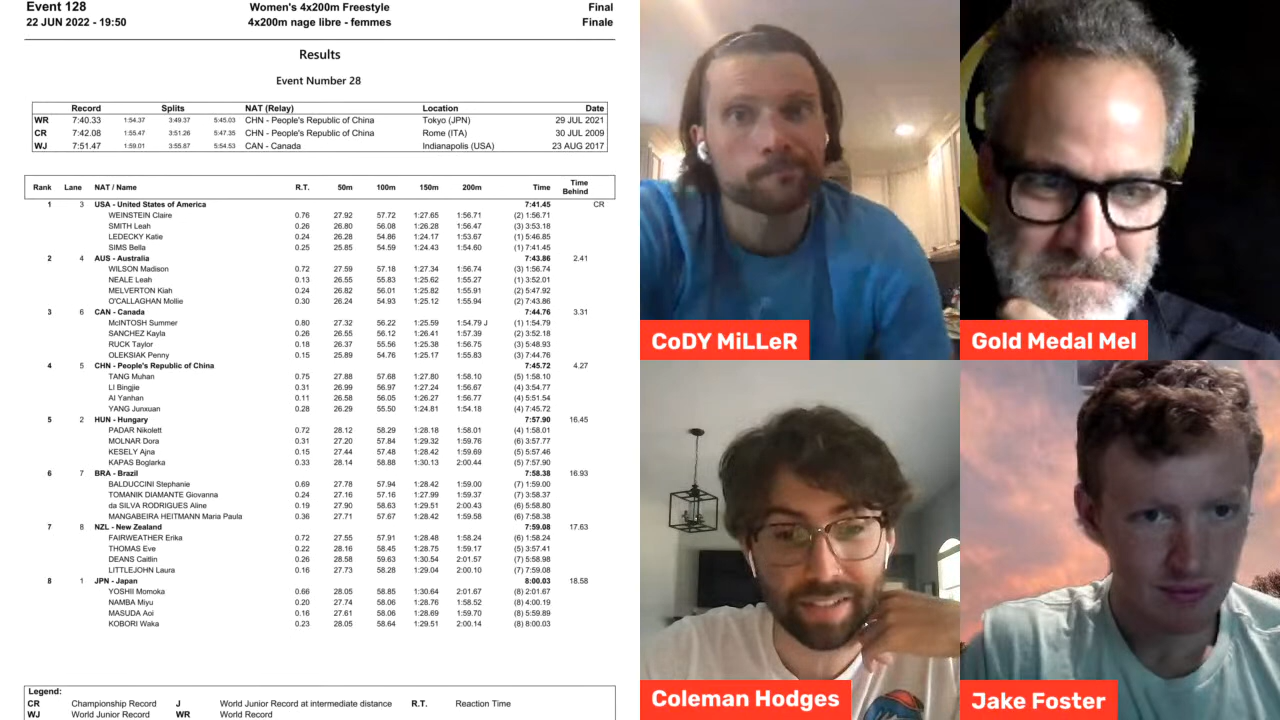 Event 128 Women's 4x200m Freestyle Final
22 JUN 2022 - 19:50 4x200m nage libre - femmes Finale
Results
Event Number 28
Record Splits NAT (Relay) Location Date
WR 7:40.33 1:54.37 3:49.37 5:45.03 CHN - People's Republic of China Tokyo (JPN) 29 JUL 2021
CR 7:42.08 1:55.47 3:51.26 5:47.35 CHN - People's Republic of China Rome (ITA) 30 JUL 2009
WJ 7:51.47 1:59.01 3:55.87 5:54.53 CAN - Canada Indianapolis (USA) 23 AUG 2017
Rank Lane NAT / Name R.T. 50m 100m 150m 200m Time Time Behind
1 3 USA - United States of America 7:41.45 CR
WEINSTEIN Claire 0.76 27.92 57.72 1:27.65 1:56.71 (2) 1:56.71
SMITH Leah 0.26 26.80 56.08 1:26.28 1:56.47 (3) 3:53.18
LEDECKY Katie 0.24 26.28 54.86 1:24.17 1:53.67 (1) 5:46.85
SIMS Bella 0.25 25.85 54.59 1:24.43 1:54.60 (1) 7:41.45
2 4 AUS - Australia 7:43.86 2.41
WILSON Madison 0.72 27.59 57.18 1:27.34 1:56.74 (3) 1:56.74
NEALE Leah 0.13 26.55 55.83 1:25.62 1:55.27 (1) 3:52.01
MELVERTON Kiah 0.24 26.82 56.01 1:25.82 1:55.91 (2) 5:47.92
O'CALLAGHAN Mollie 0.30 26.24 54.93 1:25.12 1:55.94 (2) 7:43.86
3 6 CAN - Canada 7:44.76 3.31
McINTOSH Summer 0.80 27.32 56.22 1:25.59 1:54.79 J (1) 1:54.79
SANCHEZ Kayla 0.26 26.55 56.12 1:26.41 1:57.39 (2) 3:52.18
RUCK Taylor 0.18 26.37 55.56 1:25.38 1:56.75 (3) 5:48.93
OLEKSIAK Penny 0.15 25.89 54.76 1:25.17 1:55.83 (3) 7:44.76
4 5 CHN - People's Republic of China 7:45.72 4.27
TANG Muhan 0.75 27.88 57.68 1:27.80 1:58.10 (5) 1:58.10
LI Bingjie 0.31 26.99 56.97 1:27.24 1:56.67 (4) 3:54.77
AI Yanhan 0.11 26.58 56.05 1:26.27 1:56.77 (4) 5:51.54
YANG Junxuan 0.28 26.29 55.50 1:24.81 1:54.18 (4) 7:45.72
5 2 HUN - Hungary 7:57.90 16.45
PADAR Nikolett 0.72 28.12 58.29 1:28.18 1:58.01 (4) 1:58.01
MOLNAR Dora 0.31 27.20 57.84 1:29.32 1:59.76 (6) 3:57.77
KESELY Ajna 0.15 27.44 57.48 1:28.42 1:59.69 (5) 5:57.46
KAPAS Boglarka 0.33 28.14 58.88 1:30.13 2:00.44 (5) 7:57.90
6 7 BRA - Brazil 7:58.38 16.93
BALDUCCINI Stephanie 0.69 27.78 57.94 1:28.42 1:59.00 (7) 1:59.00
TOMANIK DIAMANTE Giovanna 0.24 27.16 57.16 1:27.99 1:59.37 (7) 3:58.37
da SILVA RODRIGUES Aline 0.19 27.90 58.63 1:29.51 2:00.43 (6) 5:58.80
MANGABEIRA HEITMANN Maria Paula 0.36 27.71 57.67 1:28.42 1:59.58 (6) 7:58.38
7 8 NZL - New Zealand 7:59.08 17.63
FAIRWEATHER Erika 0.72 27.55 57.91 1:28.48 1:58.24 (6) 1:58.24
THOMAS Eve 0.22 28.16 58.45 1:28.75 1:59.17 (5) 3:57.41
DEANS Caitlin 0.26 28.58 59.63 1:30.54 2:01.57 (7) 5:58.98
LITTLEJOHN Laura 0.16 27.73 58.28 1:29.04 2:00.10 (7) 7:59.08
8 1 JPN - Japan 8:00.03 18.58
YOSHII Momoka 0.66 28.05 58.85 1:30.64 2:01.67 (8) 2:01.67
NAMBA Miyu 0.20 27.74 58.06 1:28.76 1:58.52 (8) 4:00.19
MASUDA Aoi 0.16 27.61 58.06 1:28.69 1:59.70 (8) 5:59.89
KOBORI Waka 0.23 28.05 58.64 1:29.51 2:00.14 (8) 8:00.03
Legend:
CR Championship Record J World Junior Record at intermediate distance R.T. Reaction Time
WJ World Junior Record WR World Record
CoDY MiLLeR
Gold Medal Mel
Coleman Hodges
Jake Foster